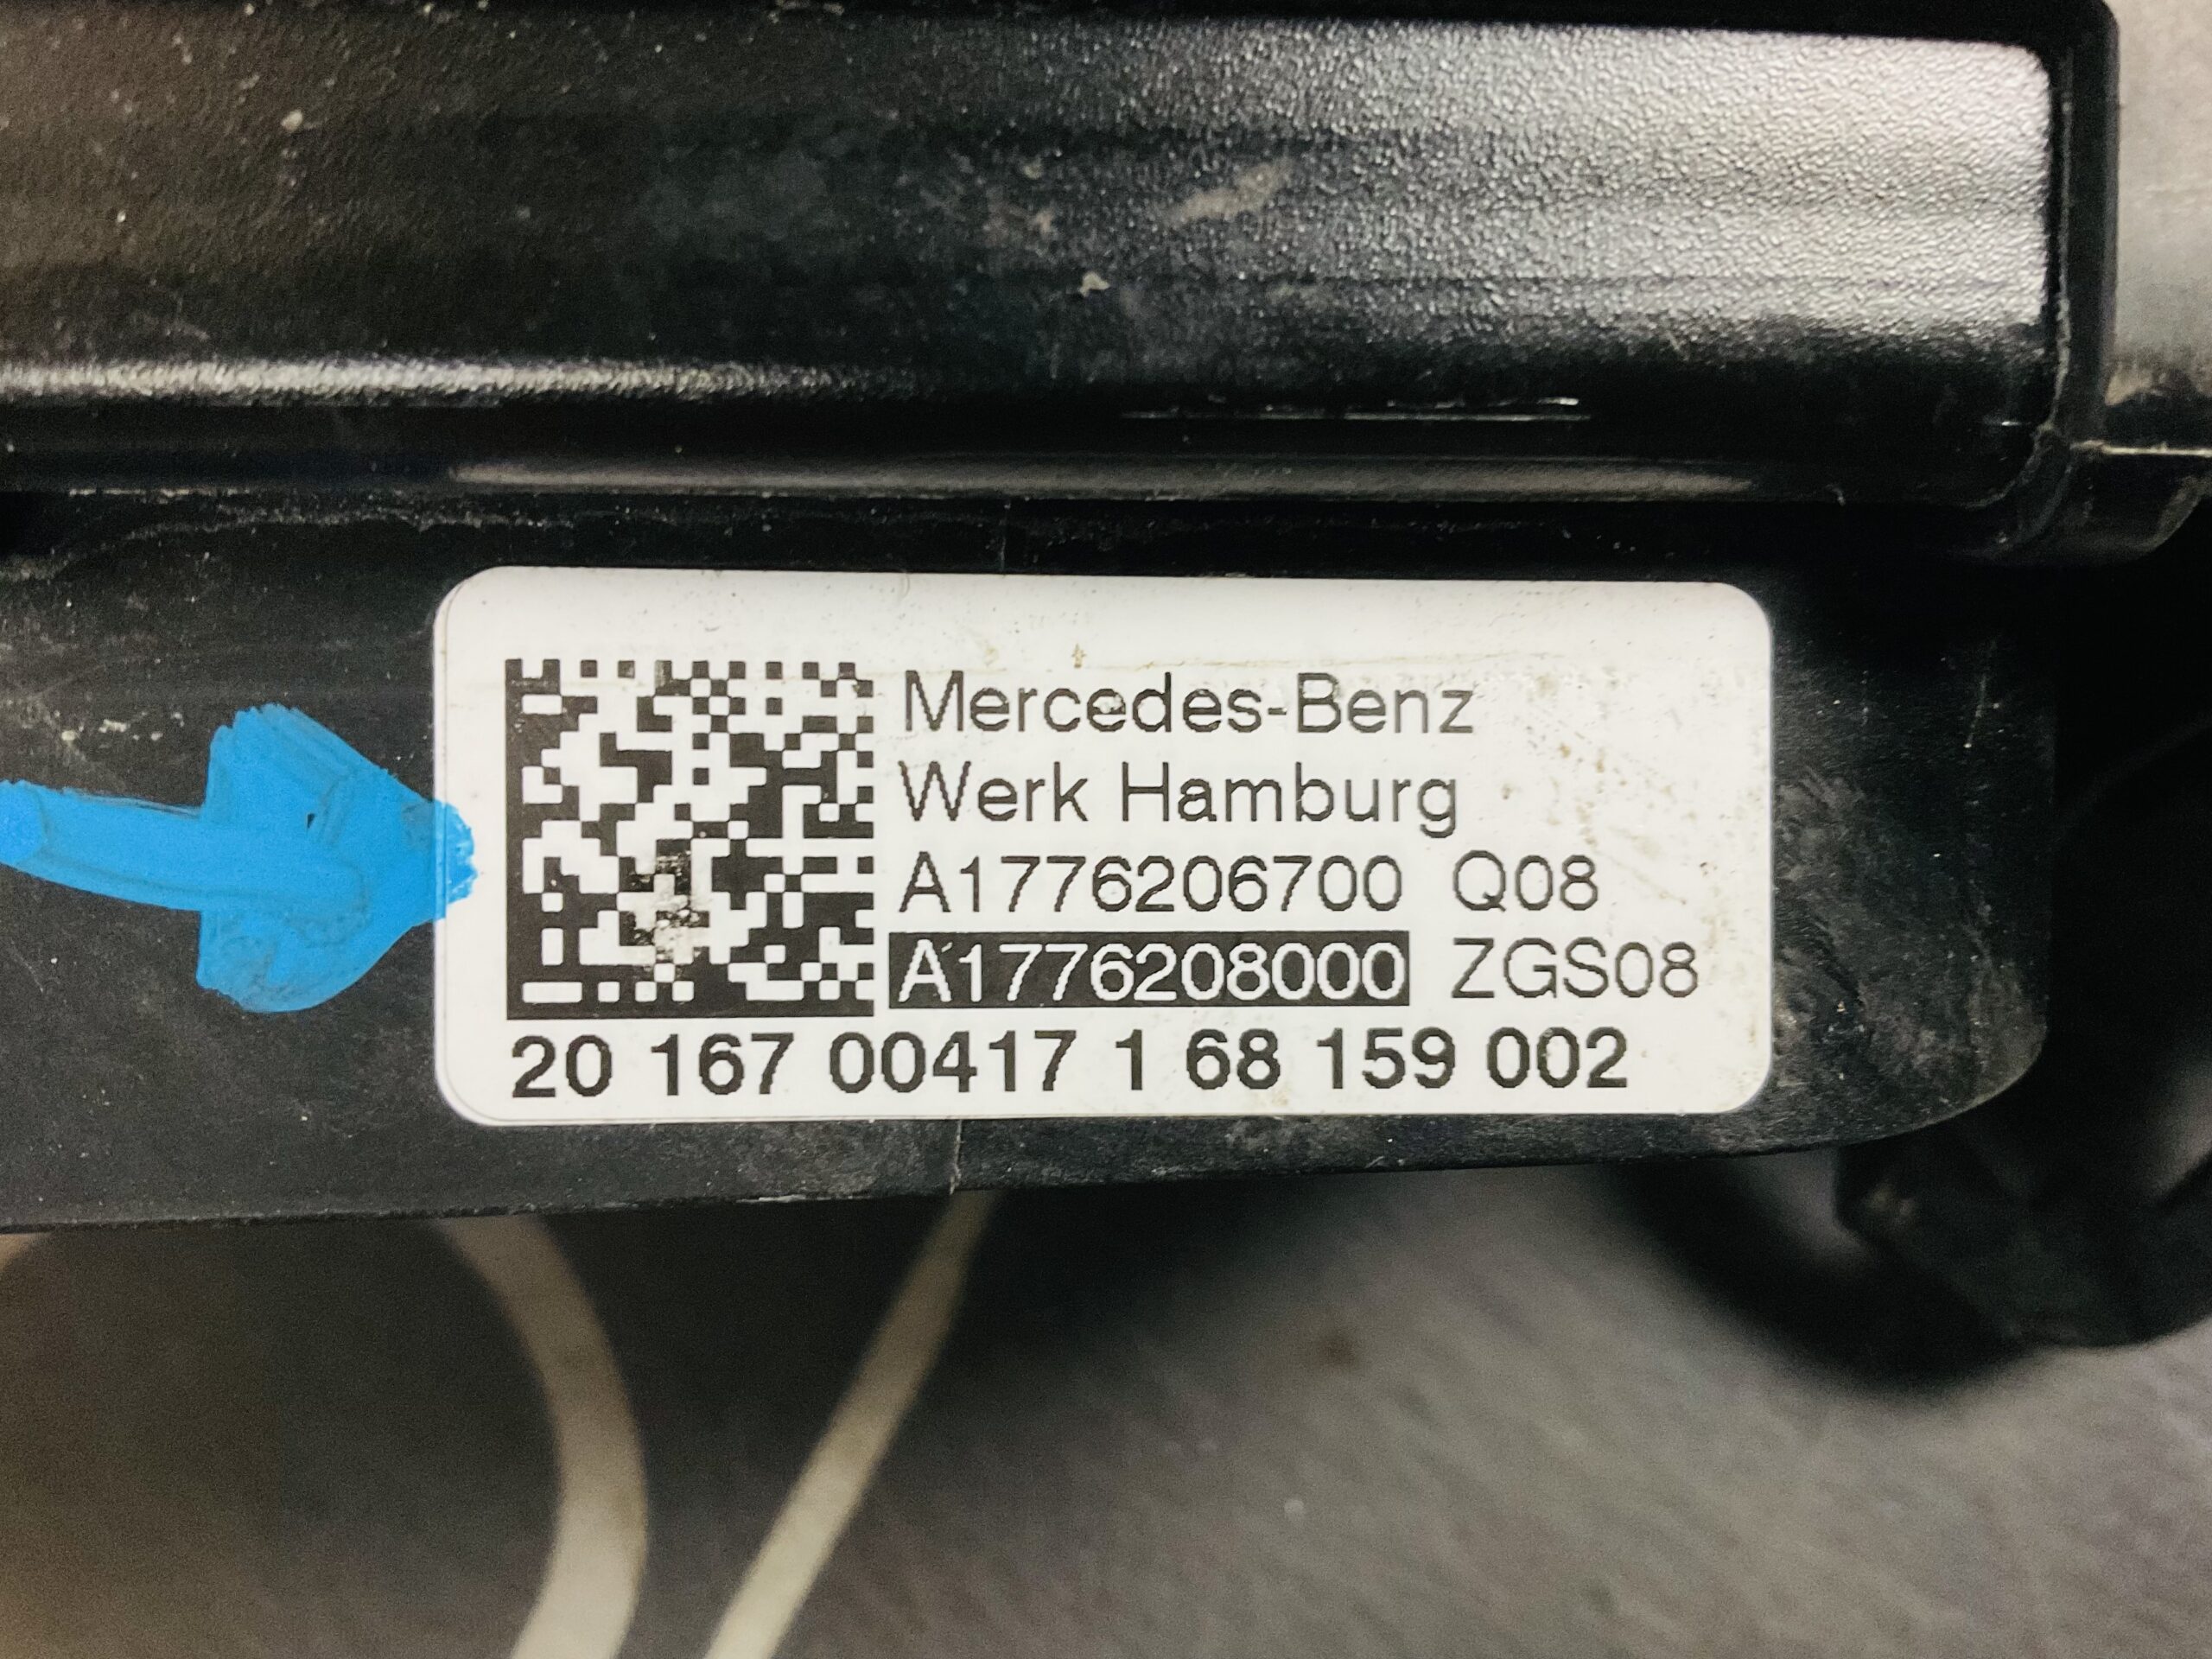 Mercedes-Benz
Werk Hamburg
A1776206700 Q08
A1776208000 ZGS08
20 167 00417 1 68 159 002